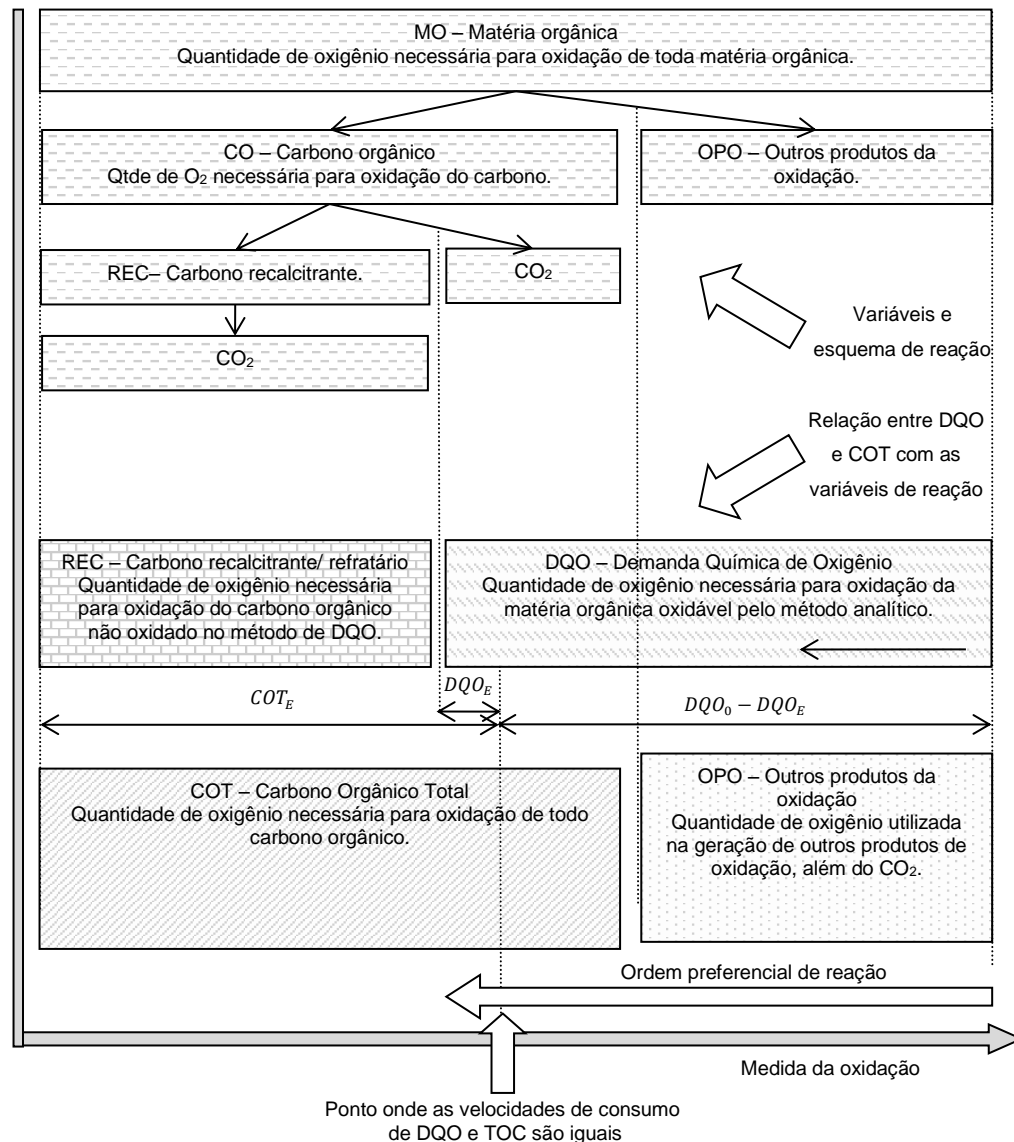 MO – Matéria orgânica
Quantidade de oxigênio necessária para oxidação de toda matéria orgânica.
CO – Carbono orgânico
Qtde de O₂ necessária para oxidação do carbono.
OPO – Outros produtos da
oxidação.
REC– Carbono recalcitrante.
CO₂
CO₂
Variáveis e
esquema de reação
Relação entre DQO
e COT com as
variáveis de reação
REC – Carbono recalcitrante/ refratário
Quantidade de oxigênio necessária
para oxidação do carbono orgânico
não oxidado no método de DQO.
DQO – Demanda Química de Oxigênio
Quantidade de oxigênio necessária para oxidação da
matéria orgânica oxidável pelo método analítico.
COT_E
DQO_E
DQO₀ − DQO_E
COT – Carbono Orgânico Total
Quantidade de oxigênio necessária para oxidação de todo
carbono orgânico.
OPO – Outros produtos da
oxidação
Quantidade de oxigênio utilizada
na geração de outros produtos de
oxidação, além do CO₂.
Ordem preferencial de reação
Medida da oxidação
Ponto onde as velocidades de consumo
de DQO e TOC são iguais